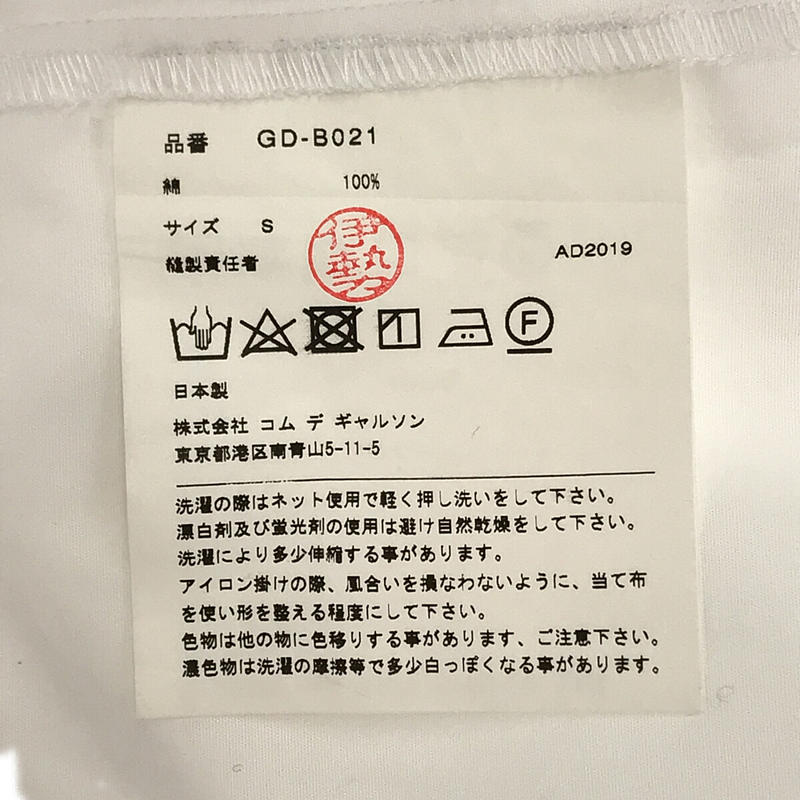 品番 GD-B021
綿 100%
サイズ S
伊勢
縫製責任者
AD2019
F
日本製
株式会社 コム デ ギャルソン
東京都港区南青山5-11-5
洗濯の際はネット使用で軽く押し洗いをして下さい。
漂白剤及び蛍光剤の使用は避け自然乾燥をして下さい。
洗濯により多少伸縮する事があります。
アイロン掛けの際、風合いを損なわないように、当て布
を使い形を整える程度にして下さい。
色物は他の物に色移りする事があります、ご注意下さい。
濃色物は洗濯の摩擦等で多少白っぽくなる事があります。